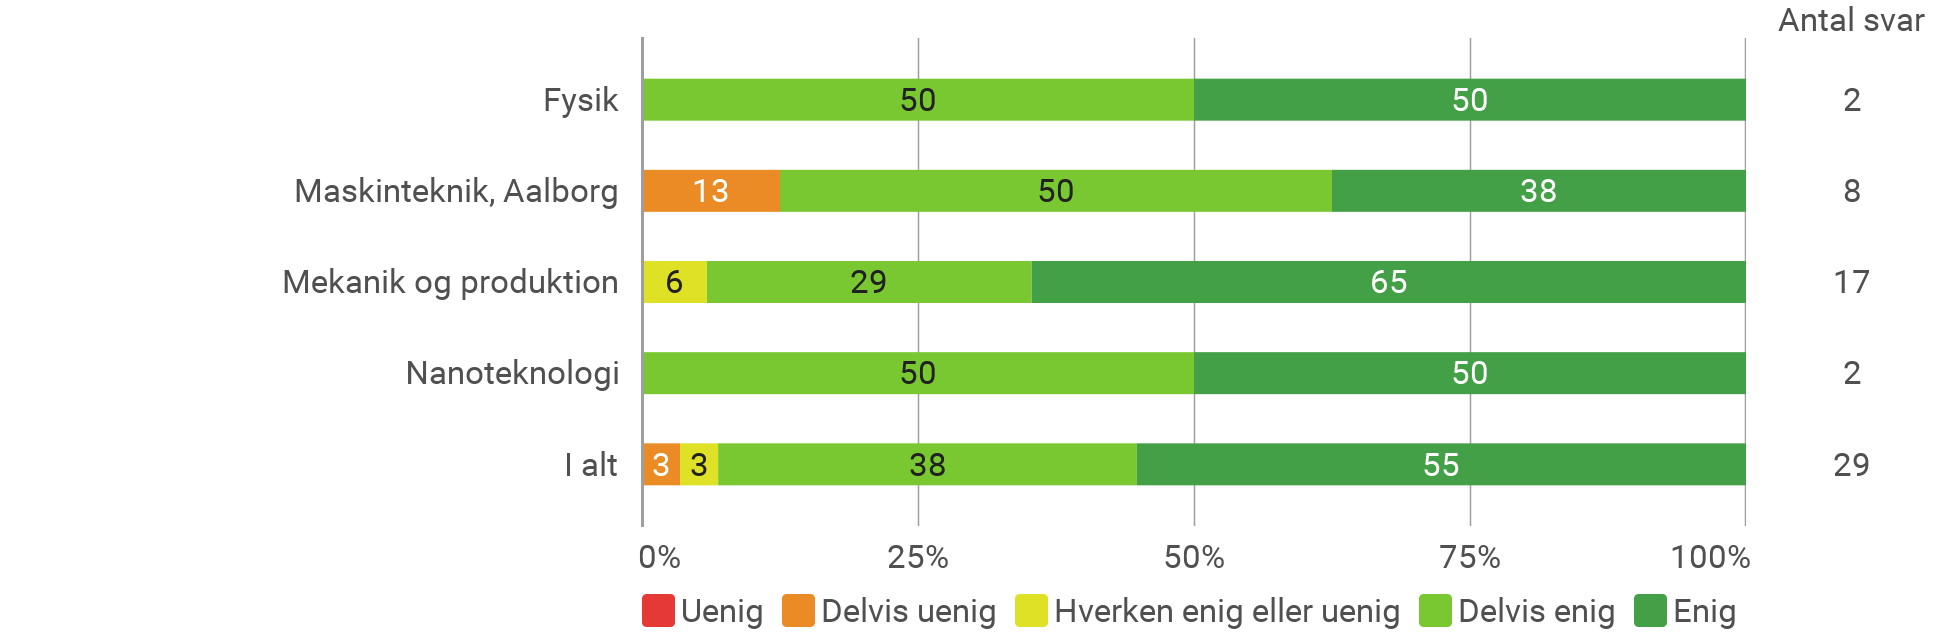 Antal svar
Fysik 50 50 2
Maskinteknik, Aalborg 13 50 38 8
Mekanik og produktion 6 29 65 17
Nanoteknologi 50 50 2
I alt 3 3 38 55 29
0% 25% 50% 75% 100%
Uenig Delvis uenig Hverken enig eller uenig Delvis enig Enig